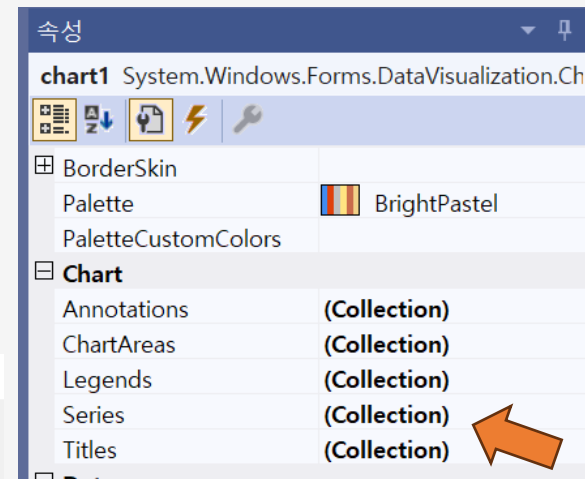 속성
chart1 System.Windows.Forms.DataVisualization.Ch
BorderSkin
Palette BrightPastel
PaletteCustomColors
Chart
Annotations (Collection)
ChartAreas (Collection)
Legends (Collection)
Series (Collection)
Titles (Collection)